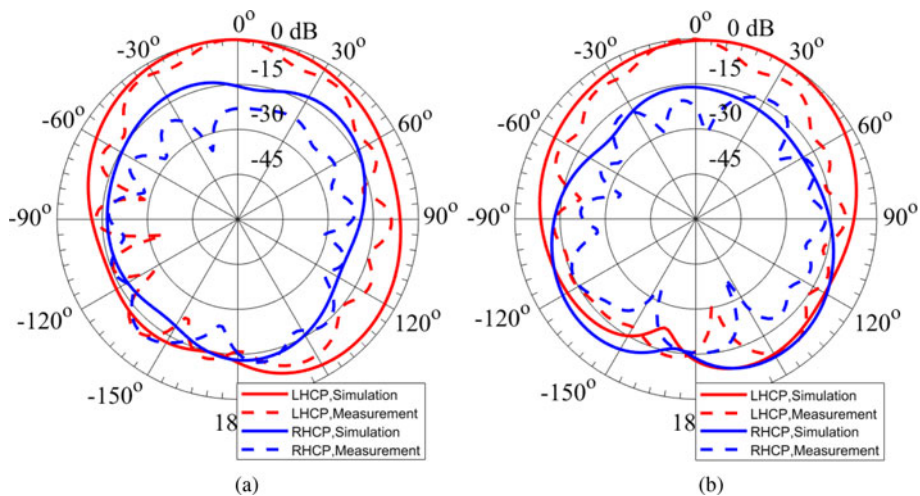 0°
0 dB
-30°
30°
-15
-60°
-30
60°
-45
-90°
90°
-120°
120°
-150°
18
LHCP,Simulation
LHCP,Measurement
RHCP,Simulation
RHCP,Measurement
(a)
0°
0 dB
-30°
30°
-15
-60°
-30
60°
-45
-90°
90°
-120°
120°
-150°
18
LHCP,Simulation
LHCP,Measurement
RHCP,Simulation
RHCP,Measurement
(b)